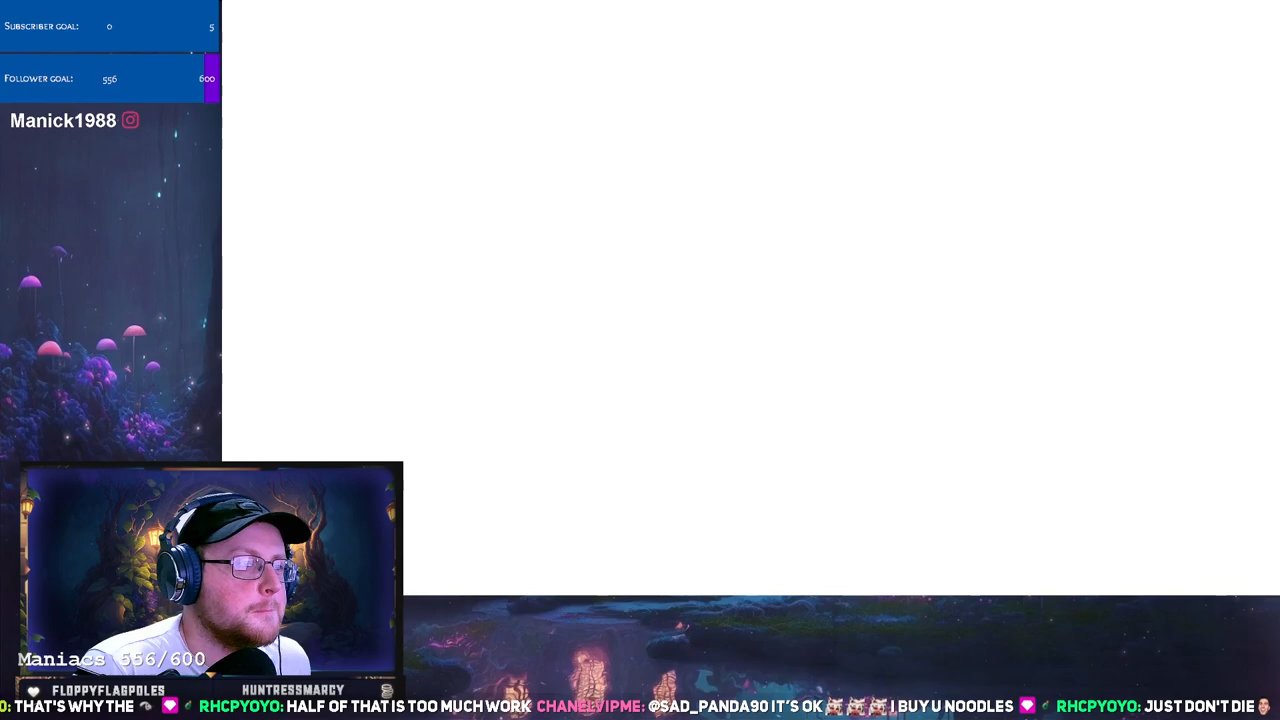 Subscriber goal: 0 5
Follower goal: 556 600
Manick1988
Maniacs 556/600
FLOPPYFLAGPOLES HUNTRESSMARCY
O: THAT'S WHY THE RHCPYOYO: HALF OF THAT IS TOO MUCH WORK CHANELVIPME: @SAD_PANDA90 IT'S OK I BUY U NOODLES RHCPYOYO: JUST DON'T DIE